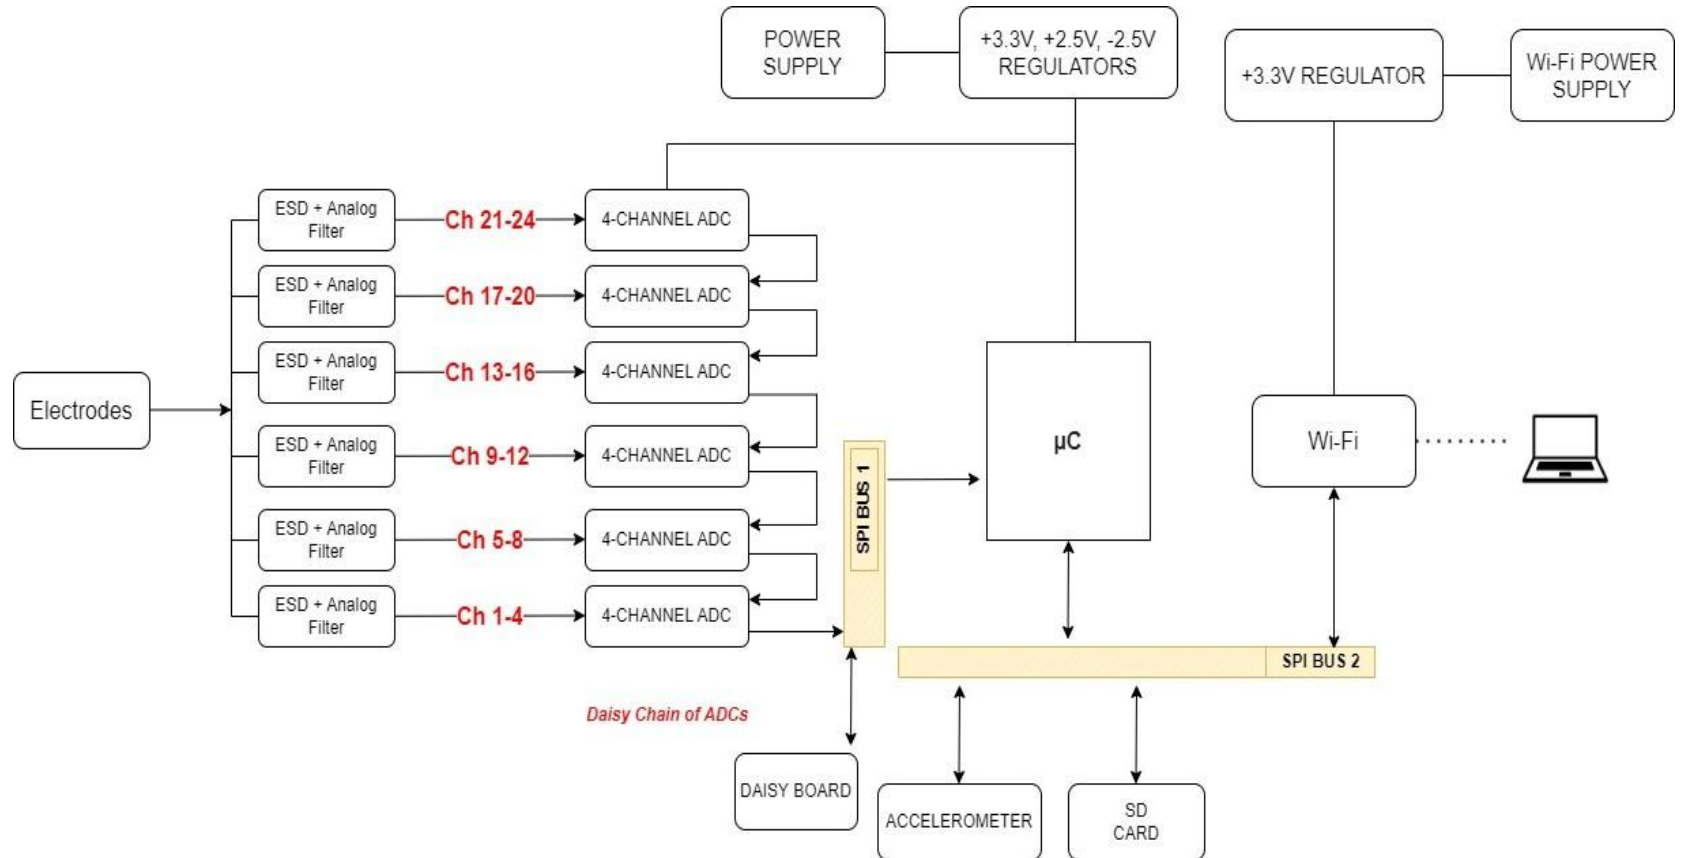 POWER
SUPPLY
+3.3V, +2.5V, -2.5V
REGULATORS
+3.3V REGULATOR
Wi-Fi POWER
SUPPLY
ESD + Analog
Filter
Ch 21-24
4-CHANNEL ADC
ESD + Analog
Filter
Ch 17-20
4-CHANNEL ADC
ESD + Analog
Filter
Ch 13-16
4-CHANNEL ADC
Electrodes
ESD + Analog
Filter
Ch 9-12
4-CHANNEL ADC
ESD + Analog
Filter
Ch 5-8
4-CHANNEL ADC
ESD + Analog
Filter
Ch 1-4
4-CHANNEL ADC
SPI BUS 1
µC
Wi-Fi
SPI BUS 2
Daisy Chain of ADCs
DAISY BOARD
ACCELEROMETER
SD
CARD